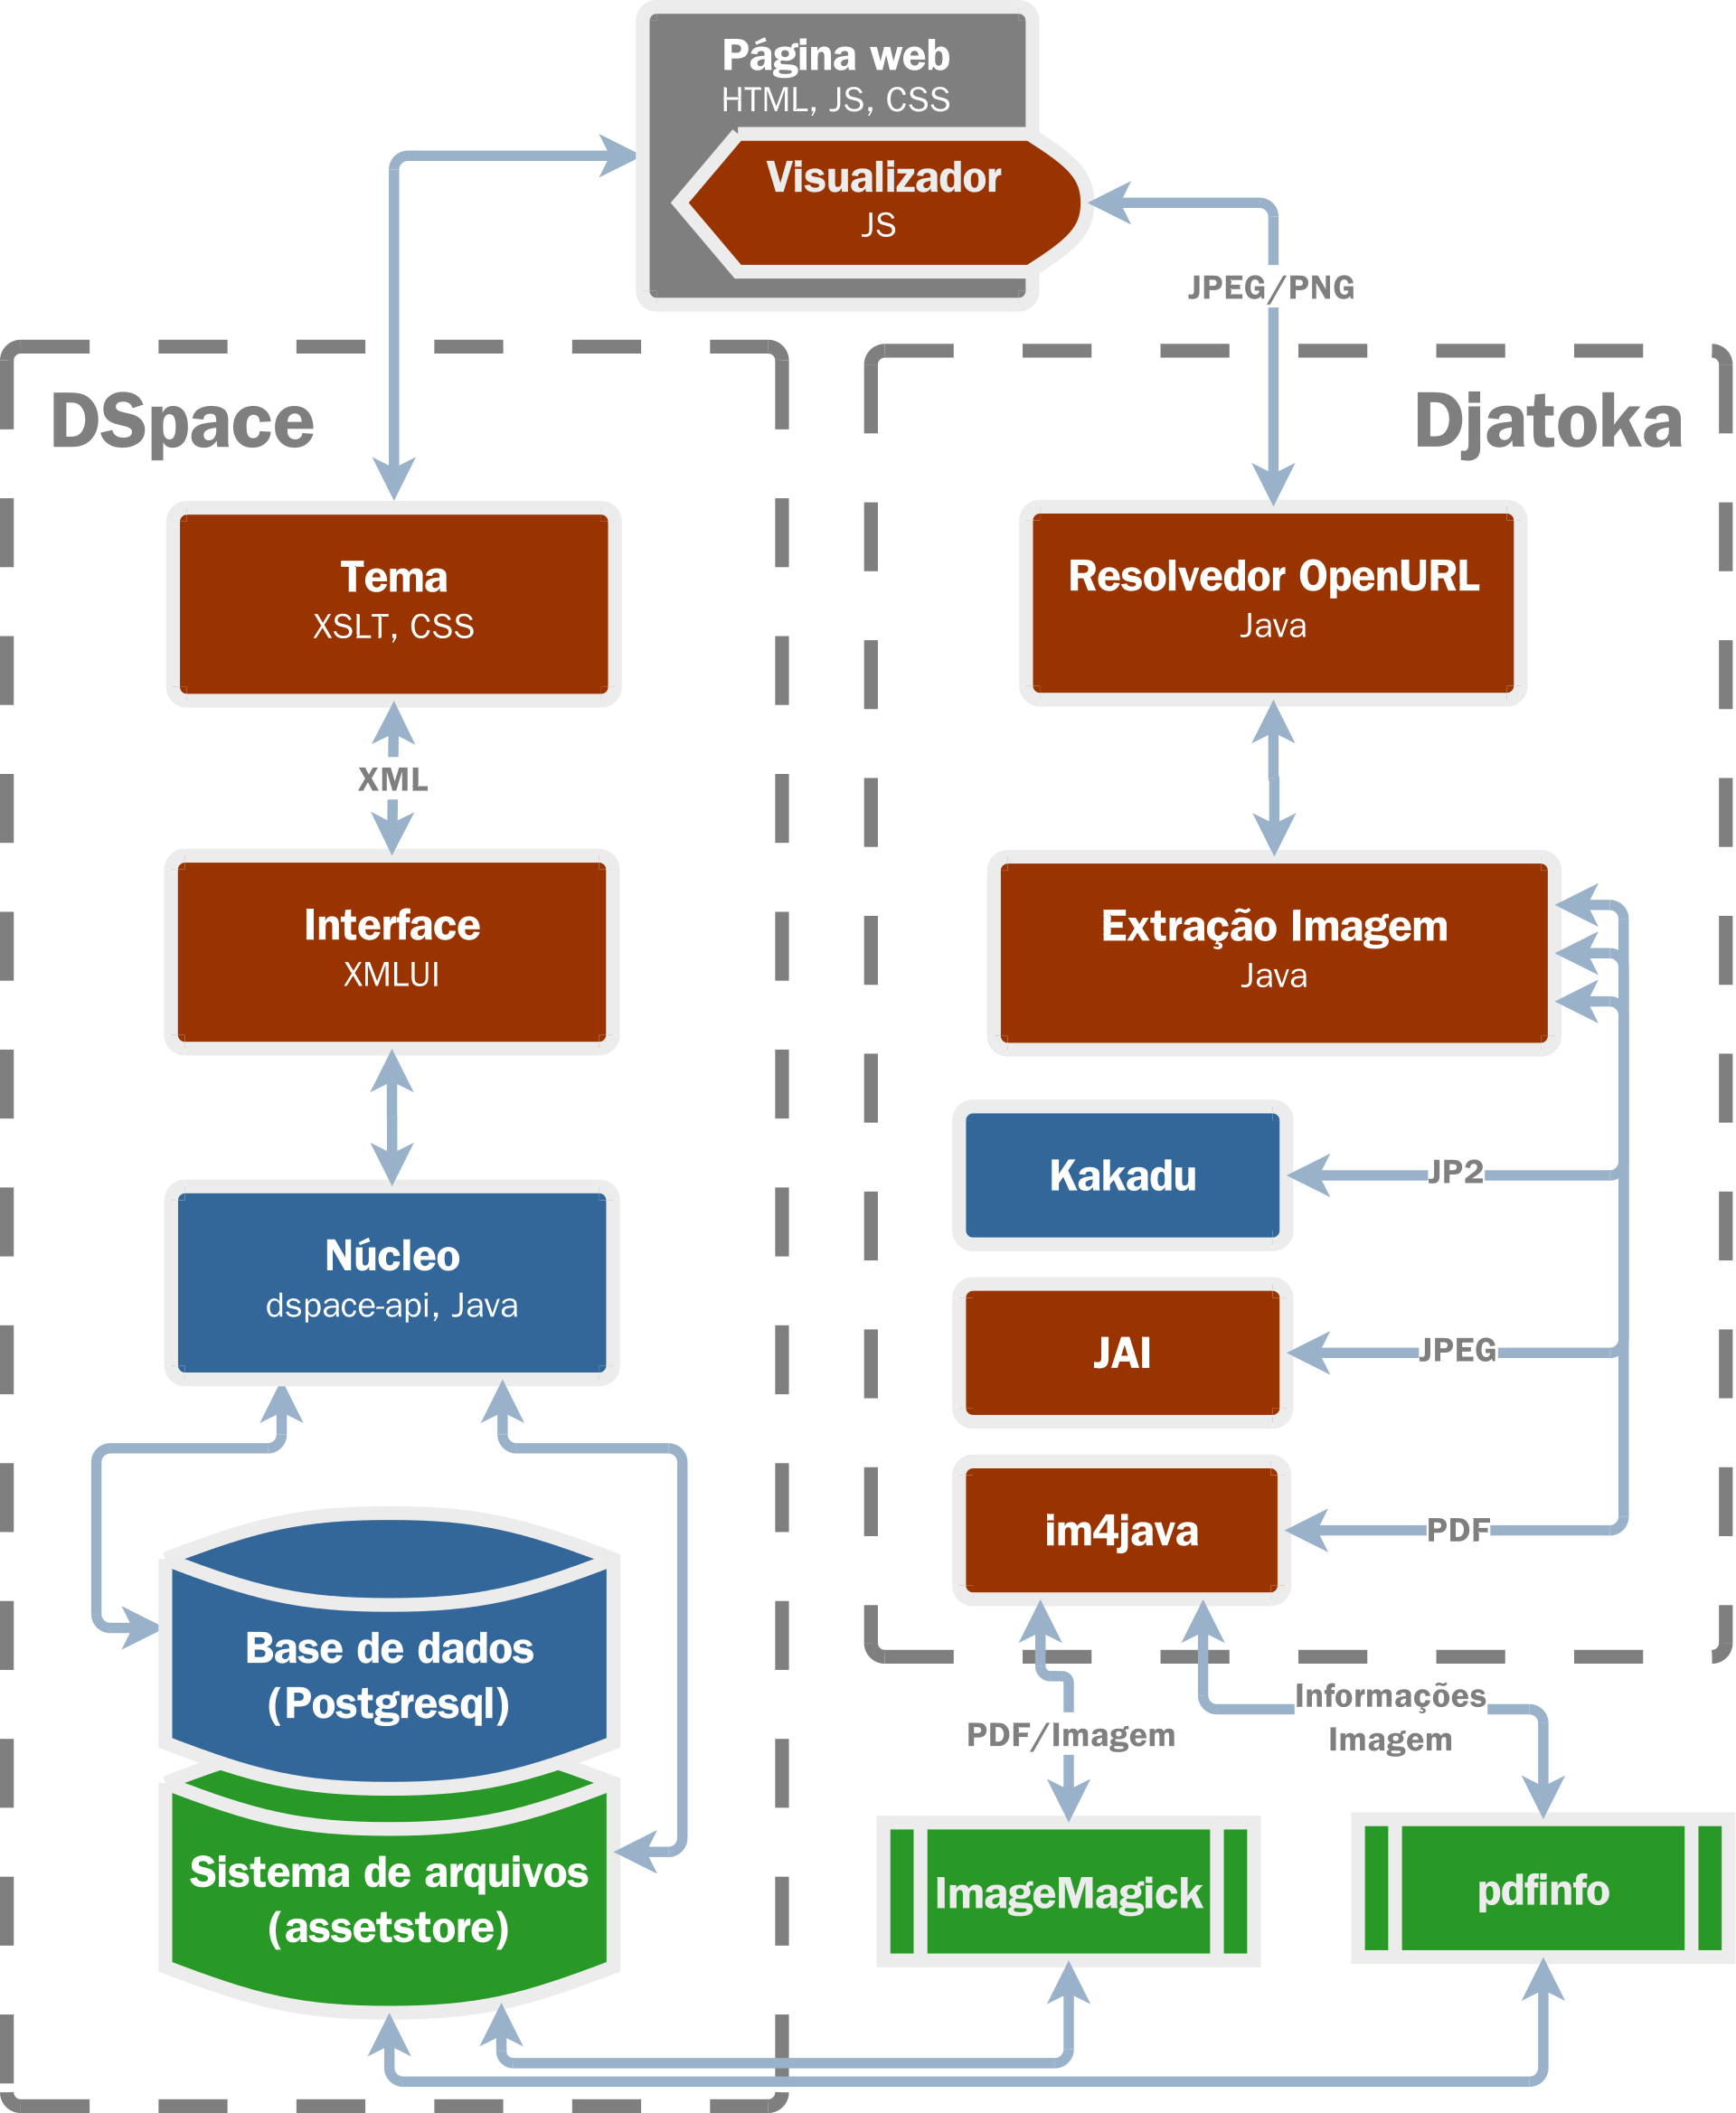 Página web
HTML, JS, CSS
Visualizador
JS
JPEG/PNG
DSpace
Tema
XSLT, CSS
XML
Interface
XMLUI
Núcleo
dspace-api, Java
Base de dados
(Postgresql)
Sistema de arquivos
(assetstore)
Djatoka
Resolvedor OpenURL
Java
Extração Imagem
Java
Kakadu
JP2
JAI
JPEG
im4java
PDF
PDF/Imagem
Informações
Imagem
ImageMagick
pdfinfo